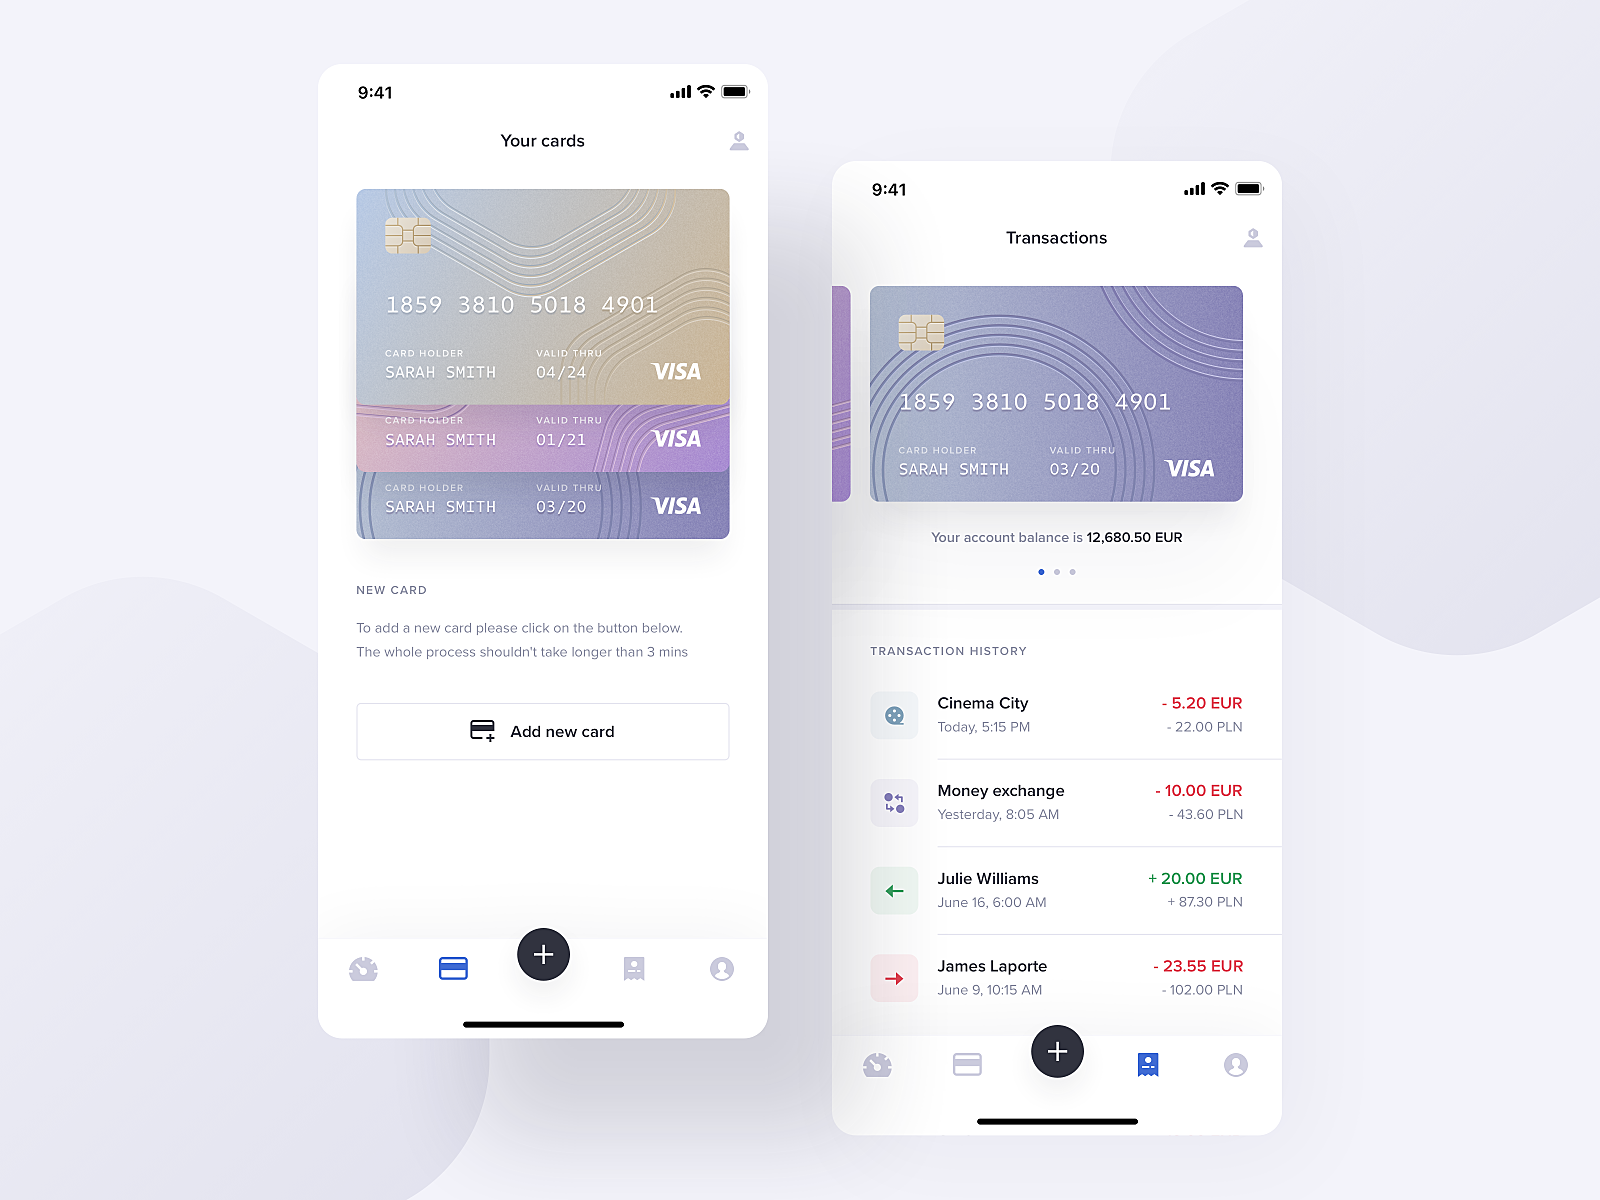 9:41
Your cards
1859 3810 5018 4901
CARD HOLDER VALID THRU
SARAH SMITH 04/24 VISA
CARD HOLDER VALID THRU
SARAH SMITH 01/21 VISA
CARD HOLDER VALID THRU
SARAH SMITH 03/20 VISA
NEW CARD
To add a new card please click on the button below.
The whole process shouldn't take longer than 3 mins
Add new card
9:41
Transactions
1859 3810 5018 4901
CARD HOLDER VALID THRU
SARAH SMITH 03/20 VISA
Your account balance is 12,680.50 EUR
TRANSACTION HISTORY
Cinema City - 5.20 EUR
Today, 5:15 PM - 22.00 PLN
Money exchange - 10.00 EUR
Yesterday, 8:05 AM - 43.60 PLN
Julie Williams + 20.00 EUR
June 16, 6:00 AM + 87.30 PLN
James Laporte - 23.55 EUR
June 9, 10:15 AM - 102.00 PLN